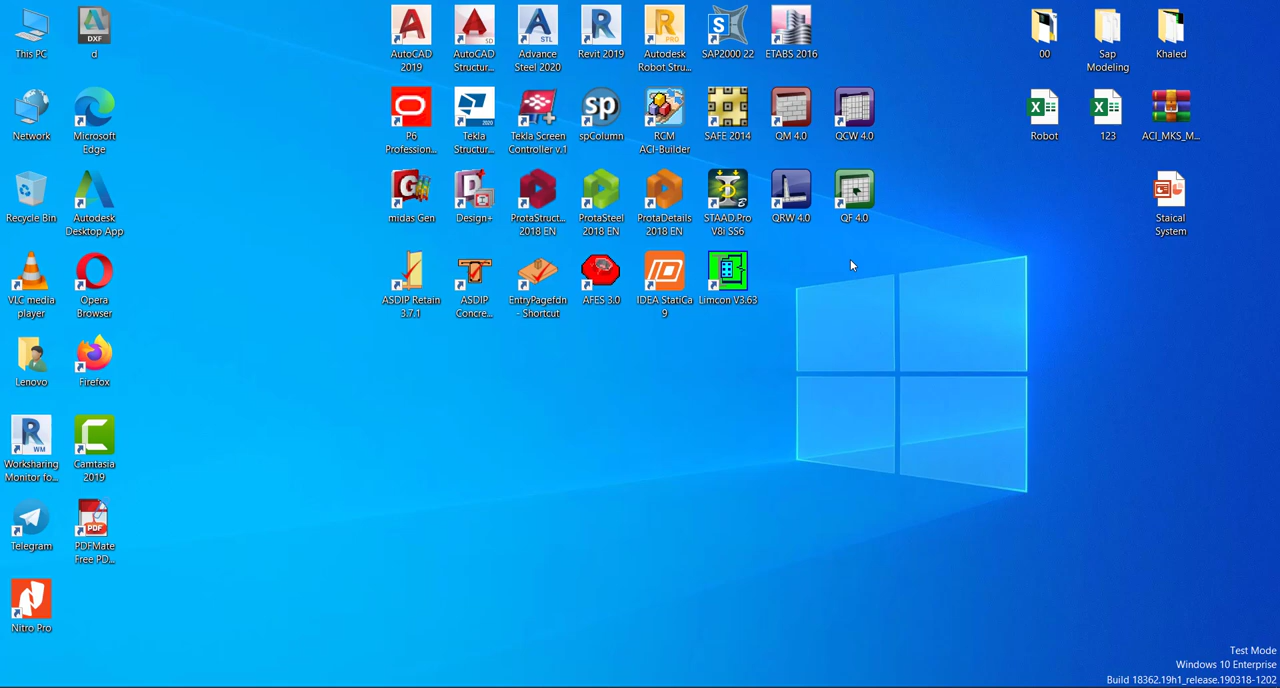 This PC
d
AutoCAD
2019
AutoCAD
Structur...
Advance
Steel 2020
Revit 2019
Autodesk
Robot Stru...
SAP2000 22
ETABS 2016
00
Sap
Modeling
Khaled
Network
Microsoft
Edge
P6
Profession...
Tekla
Structur...
Tekla Screen
Controller v.1
spColumn
RCM
ACI-Builder
SAFE 2014
QM 4.0
QCW 4.0
Robot
123
ACI_MKS_M...
Recycle Bin
Autodesk
Desktop App
midas Gen
Design+
ProtaStruct...
2018 EN
ProtaSteel
2018 EN
ProtaDetails
2018 EN
STAAD.Pro
V8i SS6
QRW 4.0
QF 4.0
Staical
System
VLC media
player
Opera
Browser
ASDIP Retain
3.7.1
ASDIP
Concre...
EntryPagefdn
- Shortcut
AFES 3.0
IDEA StatiCa
9
Limcon V3.63
Lenovo
Firefox
Worksharing
Monitor fo...
Camtasia
2019
Telegram
PDFMate
Free PD...
Nitro Pro
Test Mode
Windows 10 Enterprise
Build 18362.19h1_release.190318-1202